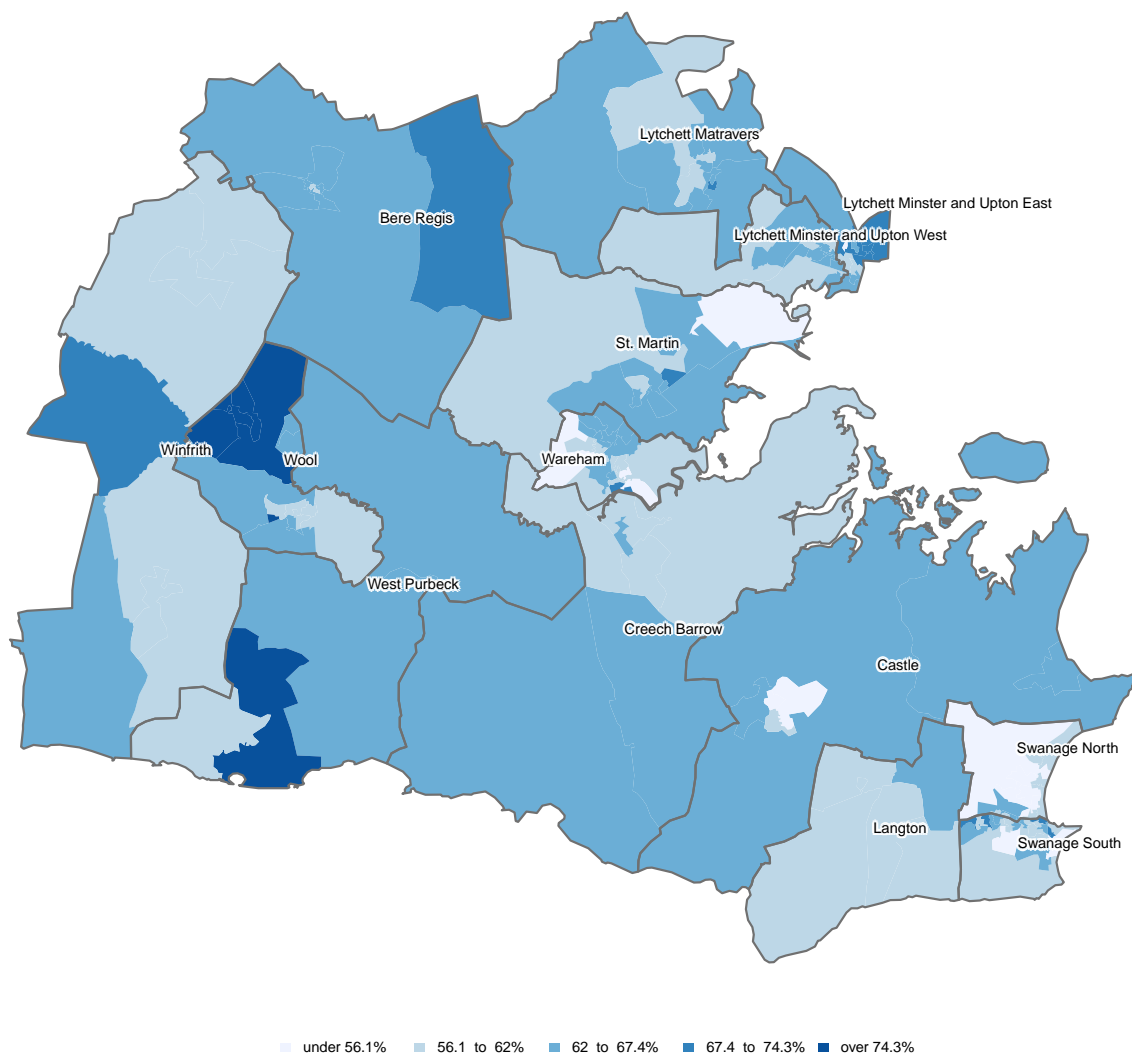 Lytchett Matravers
Lytchett Minster and Upton East
Bere Regis
Lytchett Minster and Upton West
St. Martin
Winfrith
Wool
Wareham
West Purbeck
Creech Barrow
Castle
Swanage North
Langton
Swanage South
under 56.1% 56.1 to 62% 62 to 67.4% 67.4 to 74.3% over 74.3%